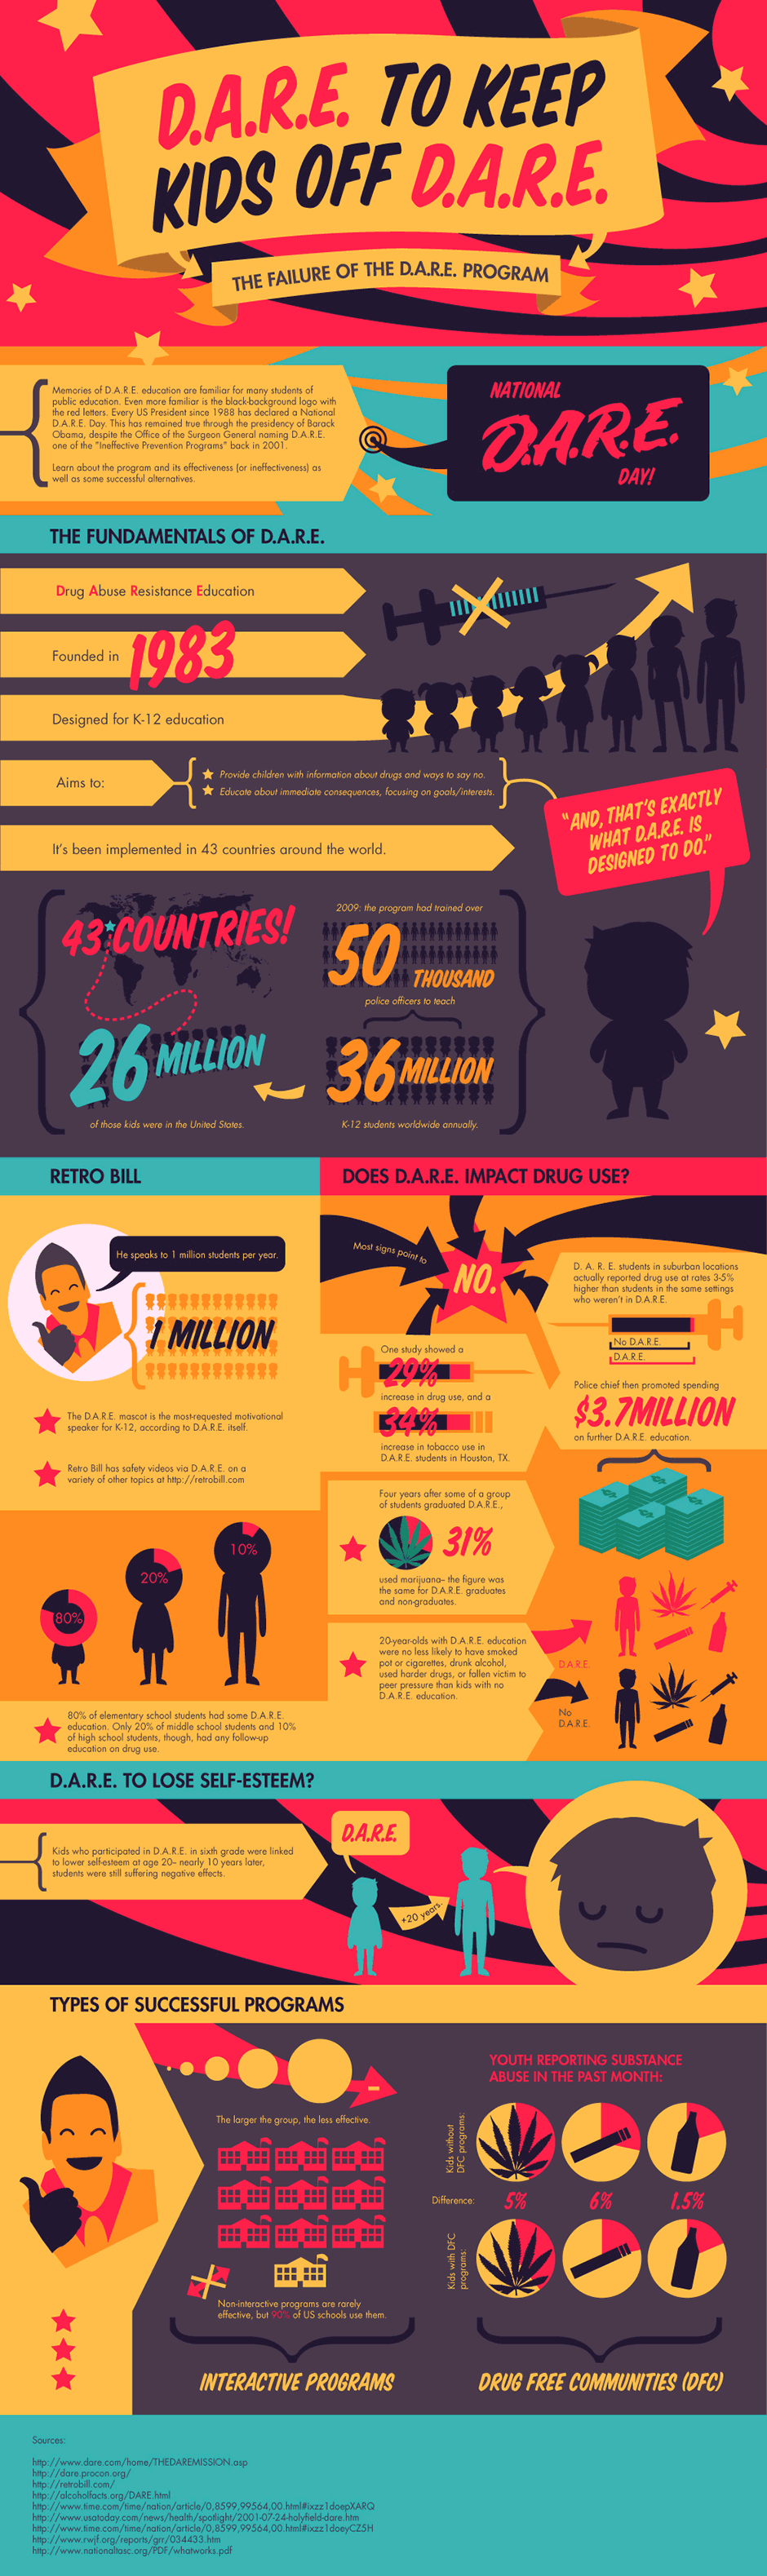 D.A.R.E. TO KEEP
KIDS OFF D.A.R.E.
THE FAILURE OF THE D.A.R.E. PROGRAM
Memories of D.A.R.E. education are familiar for many students of
public education. Even more familiar is the black-background logo with
the red letters. Every US President since 1988 has declared a National
D.A.R.E. Day. This has remained true through the presidency of Barack
Obama, despite the Office of the Surgeon General naming D.A.R.E.
one of the "Ineffective Prevention Programs" back in 2001.
Learn about the program and its effectiveness (or ineffectiveness) as
well as some successful alternatives.
NATIONAL
D.A.R.E.
DAY!
THE FUNDAMENTALS OF D.A.R.E.
Drug Abuse Resistance Education
Founded in 1983
Designed for K-12 education
Aims to:
Provide children with information about drugs and ways to say no.
Educate about immediate consequences, focusing on goals/interests.
"AND, THAT'S EXACTLY
WHAT D.A.R.E. IS
DESIGNED TO DO."
It's been implemented in 43 countries around the world.
43 COUNTRIES!
26 MILLION
of those kids were in the United States.
2009: the program had trained over
50 THOUSAND
police officers to teach
36 MILLION
K-12 students worldwide annually.
RETRO BILL
He speaks to 1 million students per year.
1 MILLION
The D.A.R.E. mascot is the most-requested motivational
speaker for K-12, according to D.A.R.E. itself.
Retro Bill has safety videos via D.A.R.E. on a
variety of other topics at http://retrobill.com
80%
20%
10%
80% of elementary school students had some D.A.R.E.
education. Only 20% of middle school students and 10%
of high school students, though, had any follow-up
education on drug use.
DOES D.A.R.E. IMPACT DRUG USE?
Most signs point to
NO.
D. A. R. E. students in suburban locations
actually reported drug use at rates 3-5%
higher than students in the same settings
who weren't in D.A.R.E.
No D.A.R.E.
D.A.R.E.
Police chief then promoted spending
$3.7MILLION
on further D.A.R.E. education.
One study showed a
29%
increase in drug use, and a
34%
increase in tobacco use in
D.A.R.E. students in Houston, TX.
Four years after some of a group
of students graduated D.A.R.E.,
31%
used marijuana– the figure was
the same for D.A.R.E. graduates
and non-graduates.
20-year-olds with D.A.R.E. education
were no less likely to have smoked
pot or cigarettes, drunk alcohol,
used harder drugs, or fallen victim to
peer pressure than kids with no
D.A.R.E. education.
D.A.R.E.
No
D.A.R.E.
D.A.R.E. TO LOSE SELF-ESTEEM?
Kids who participated in D.A.R.E. in sixth grade were linked
to lower self-esteem at age 20– nearly 10 years later,
students were still suffering negative effects.
D.A.R.E.
+20 years.
TYPES OF SUCCESSFUL PROGRAMS
The larger the group, the less effective.
Non-interactive programs are rarely
effective, but 90% of US schools use them.
INTERACTIVE PROGRAMS
YOUTH REPORTING SUBSTANCE
ABUSE IN THE PAST MONTH:
Kids without
DFC programs:
Difference:
5%
6%
1.5%
Kids with DFC
programs:
DRUG FREE COMMUNITIES (DFC)
Sources:
http://www.dare.com/home/THEDAREMISSION.asp
http://dare.procon.org/
http://retrobill.com/
http://alcoholfacts.org/DARE.html
http://www.time.com/time/nation/article/0,8599,99564,00.html#ixzz1doepXARQ
http://www.usatoday.com/news/health/spotlight/2001-07-24-holyfield-dare.htm
http://www.time.com/time/nation/article/0,8599,99564,00.html#ixzz1doeyCZ5H
http://www.rwjf.org/reports/grr/034433.htm
http://www.nationaltasc.org/PDF/whatworks.pdf